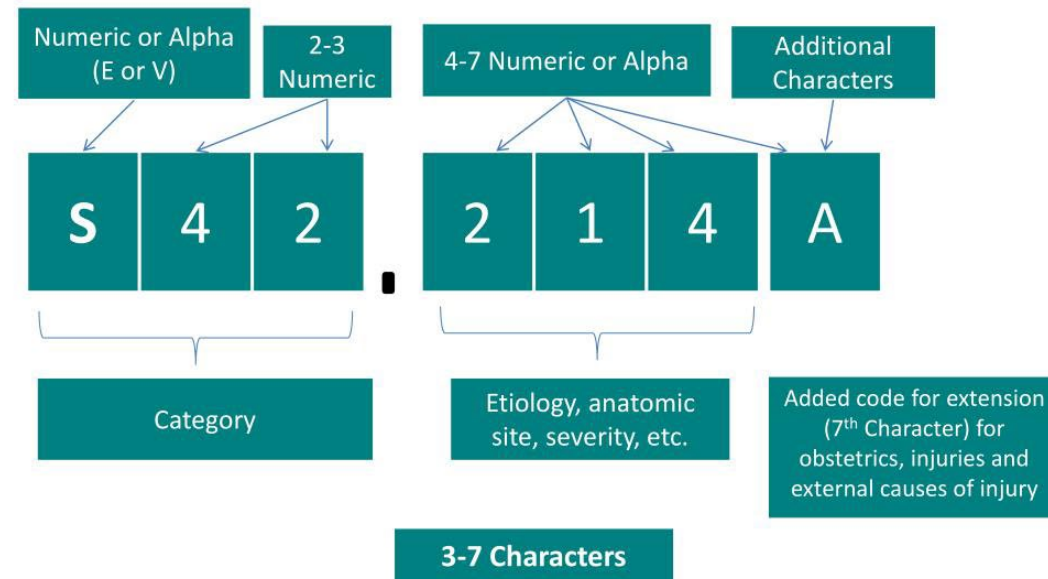 Numeric or Alpha
(E or V)
2-3
Numeric
4-7 Numeric or Alpha
Additional
Characters
S 4 2 . 2 1 4 A
Category
Etiology, anatomic
site, severity, etc.
Added code for extension
(7th Character) for
obstetrics, injuries and
external causes of injury
3-7 Characters